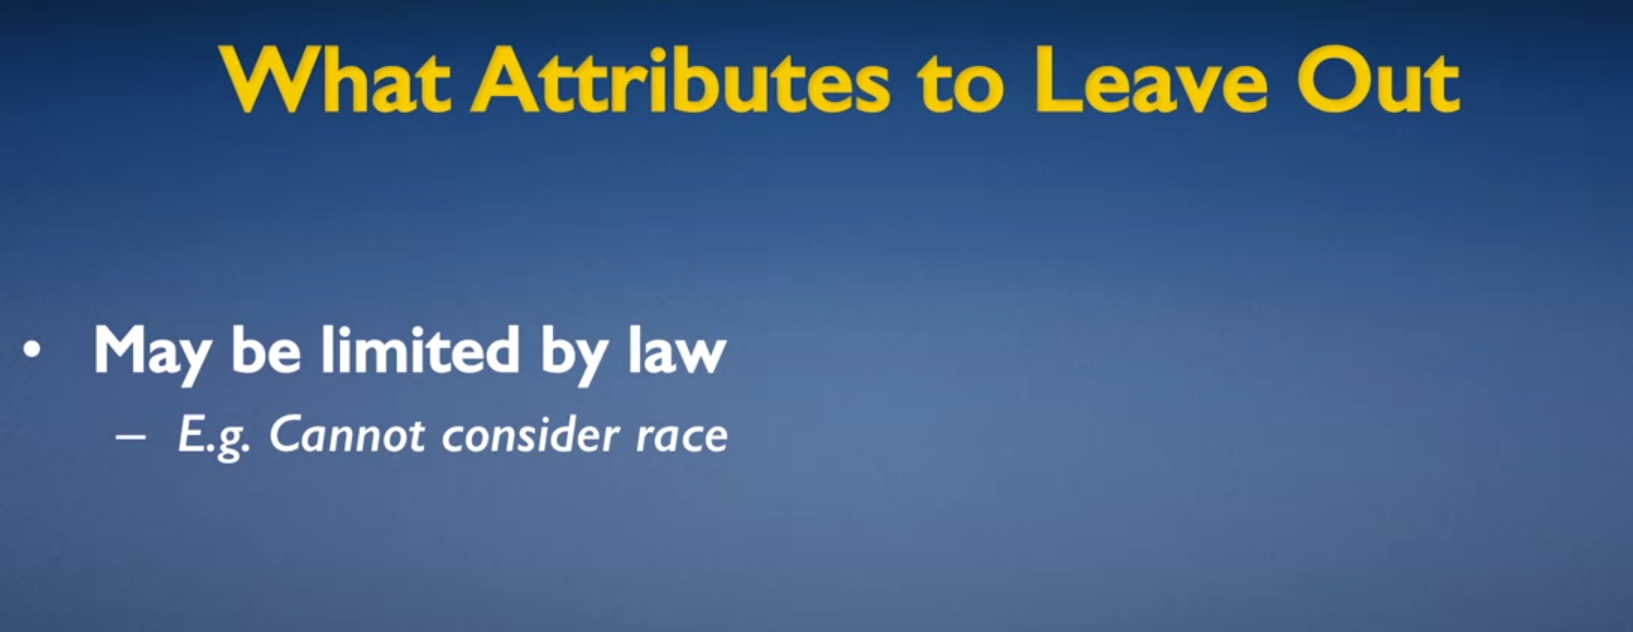 What Attributes to Leave Out
• May be limited by law
– E.g. Cannot consider race